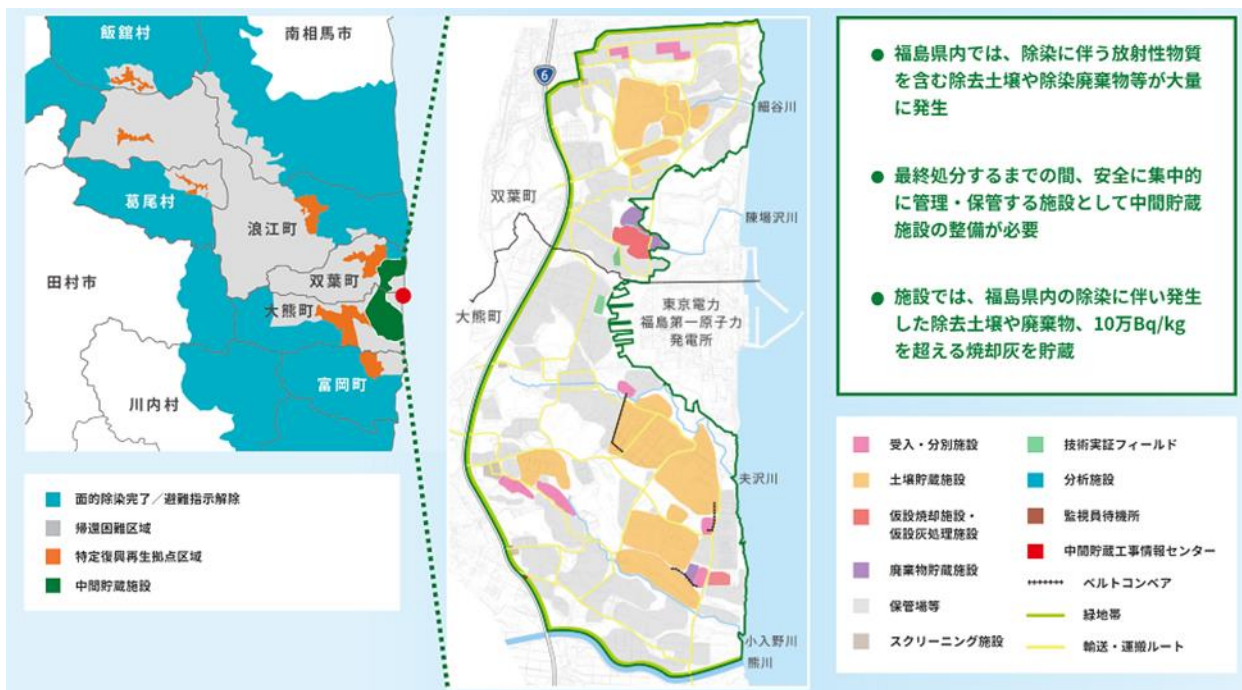 飯舘村
南相馬市
葛尾村
浪江町
田村市
双葉町
大熊町
富岡町
川内村
面的除染完了/避難指示解除
帰還困難区域
特定復興再生拠点区域
中間貯蔵施設
6
細谷川
双葉町
陳場沢川
大熊町
東京電力
福島第一原子力
発電所
夫沢川
小入野川
熊川
● 福島県内では、除染に伴う放射性物質
を含む除去土壌や除染廃棄物等が大量
に発生
● 最終処分するまでの間、安全に集中的
に管理・保管する施設として中間貯蔵
施設の整備が必要
● 施設では、福島県内の除染に伴い発生
した除去土壌や廃棄物、10万Bq/kg
を超える焼却灰を貯蔵
受入・分別施設
土壌貯蔵施設
仮設焼却施設・
仮設灰処理施設
廃棄物貯蔵施設
保管場等
スクリーニング施設
技術実証フィールド
分析施設
監視員待機所
中間貯蔵工事情報センター
ベルトコンベア
緑地帯
輸送・運搬ルート